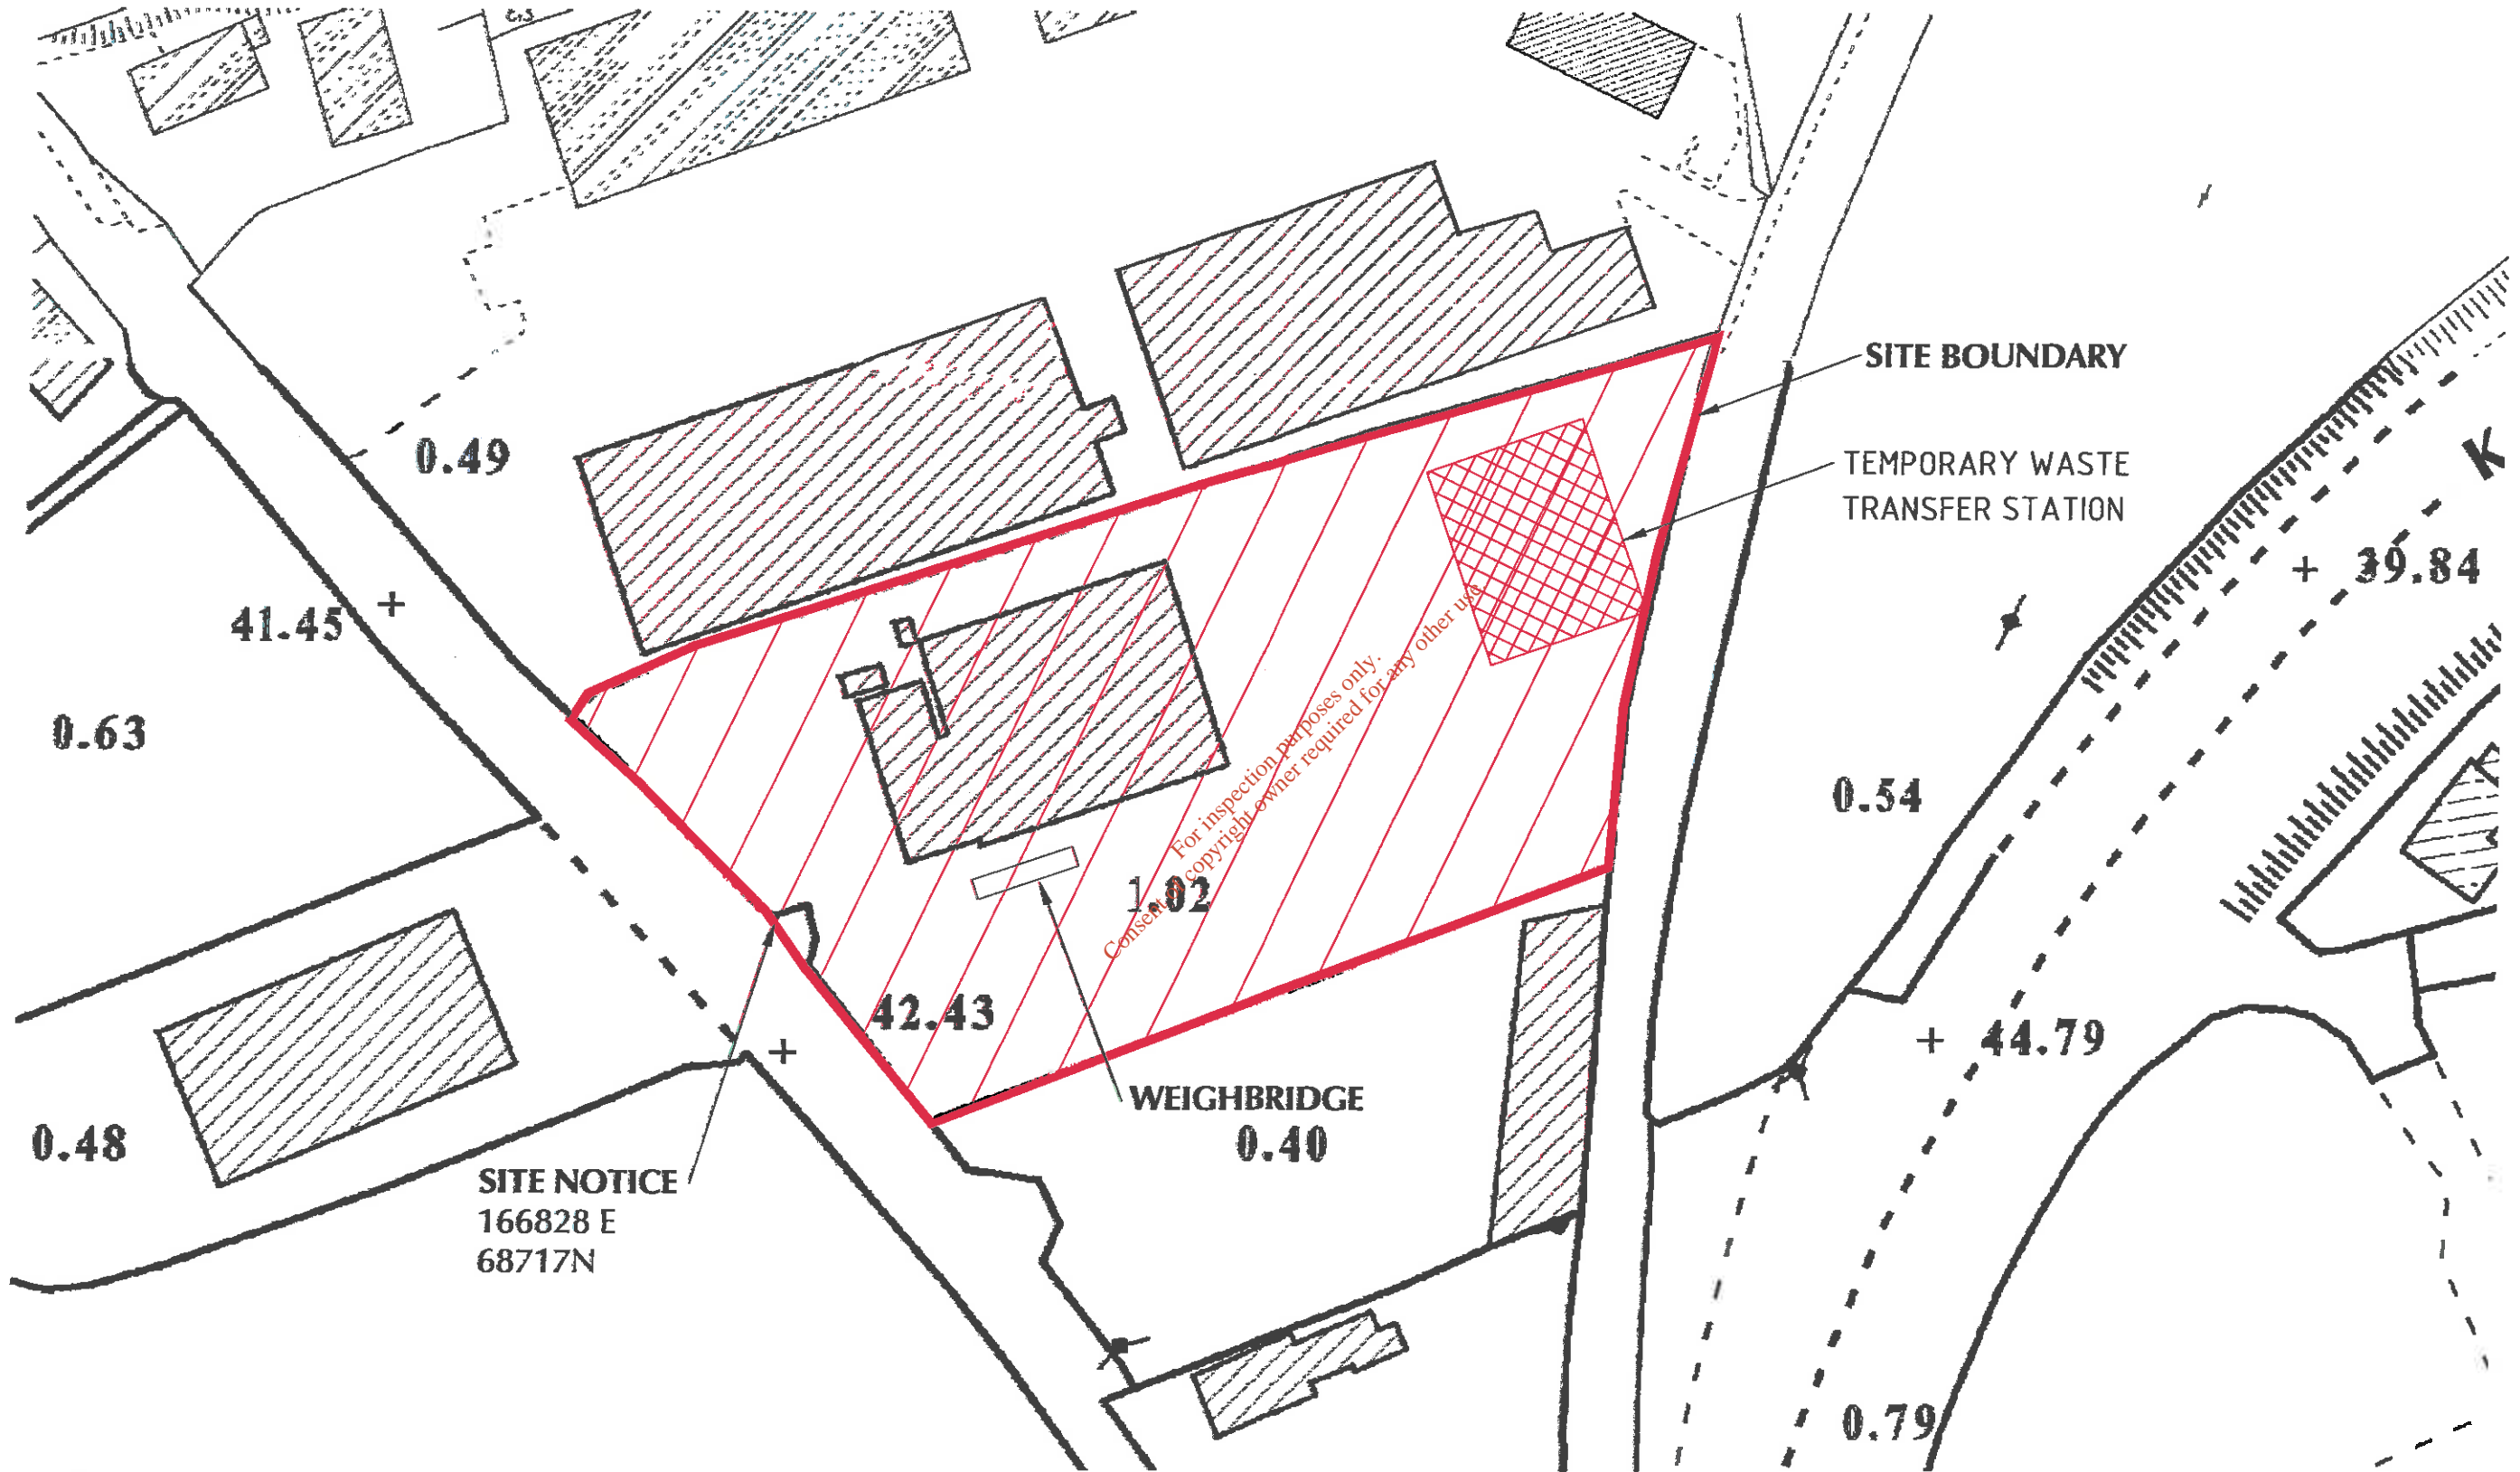 SITE BOUNDARY
0.49
TEMPORARY WASTE
TRANSFER STATION
K
39.84
41.45
0.63
For inspection purposes only.
Consent of copyright owner required for any other use.
0.54
1.02
42.43
44.79
WEIGHBRIDGE
0.40
0.48
SITE NOTICE
166828 E
68717N
0.79